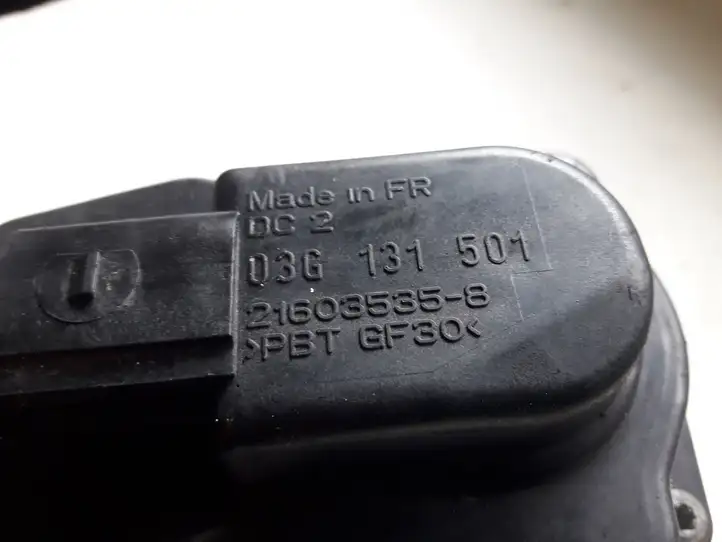 Made in FR
DC 2
03G 131 501
21603535-8
>PBT GF30<